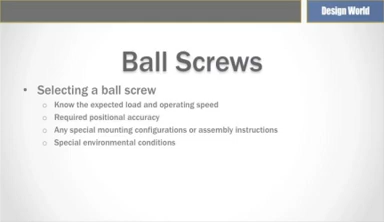 Design World
Ball Screws
• Selecting a ball screw
○ Know the expected load and operating speed
○ Required positional accuracy
○ Any special mounting configurations or assembly instructions
○ Special environmental conditions